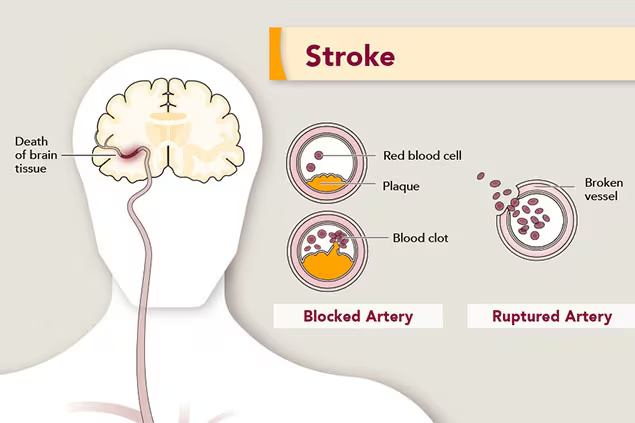 Stroke
Death
of brain
tissue
Red blood cell
Plaque
Blood clot
Broken
vessel
Blocked Artery
Ruptured Artery